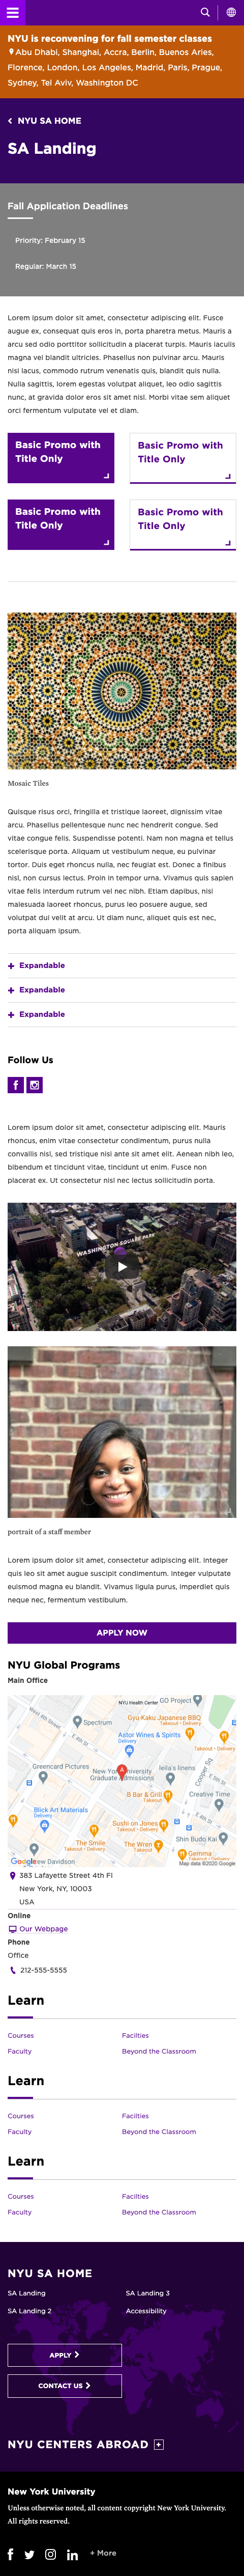 NYU is reconvening for fall semester classes
Abu Dhabi, Shanghai, Accra, Berlin, Buenos Aires,
Florence, London, Los Angeles, Madrid, Paris, Prague,
Sydney, Tel Aviv, Washington DC
NYU SA HOME
SA Landing
Fall Application Deadlines
Priority: February 15
Regular: March 15
Lorem ipsum dolor sit amet, consectetur adipiscing elit. Fusce
augue ex, consequat quis eros in, porta pharetra metus. Mauris a
arcu sed odio porttitor sollicitudin a placerat turpis. Mauris iaculis
magna vel blandit ultricies. Phasellus non pulvinar arcu. Mauris
nisi lacus, commodo rutrum venenatis quis, blandit quis nulla.
Nulla sagittis, lorem egestas volutpat aliquet, leo odio sagittis
nunc, at gravida dolor eros sit amet nisl. Morbi vitae sem aliquet
orci fermentum vulputate vel et diam.
Basic Promo with
Title Only
Basic Promo with
Title Only
Basic Promo with
Title Only
Basic Promo with
Title Only
Mosaic Tiles
Quisque risus orci, fringilla et tristique laoreet, dignissim vitae
arcu. Phasellus pellentesque nunc nec hendrerit congue. Sed
vitae congue felis. Suspendisse potenti. Nam non magna et tellus
scelerisque porta. Aliquam ut vestibulum neque, eu pulvinar
tortor. Duis eget rhoncus nulla, nec feugiat est. Donec a finibus
nisl, non cursus lectus. Proin in tempor urna. Vivamus quis sapien
vitae felis interdum rutrum vel nec nibh. Etiam dapibus, nisi
malesuada laoreet rhoncus, purus leo posuere augue, sed
volutpat dui velit at arcu. Ut diam nunc, aliquet quis est nec,
porta aliquam ipsum.
Expandable
Expandable
Expandable
Follow Us
Lorem ipsum dolor sit amet, consectetur adipiscing elit. Mauris
rhoncus, enim vitae consectetur condimentum, purus nulla
convallis nisl, sed tristique nisi ante sit amet elit. Aenean nibh leo,
bibendum et tincidunt vitae, tincidunt ut enim. Fusce non
placerat ex. Ut consectetur nisl nec lectus sollicitudin porta.
WASHINGTON SQUARE PARK
portrait of a staff member
Lorem ipsum dolor sit amet, consectetur adipiscing elit. Integer
quis leo sit amet augue suscipit condimentum. Integer vulputate
euismod magna eu blandit. Vivamus ligula purus, imperdiet quis
neque nec, fermentum vestibulum.
APPLY NOW
NYU Global Programs
Main Office
NYU Health Center
GO Project
Spectrum
Gyu-Kaku Japanese BBQ
Takeout • Delivery
West 4th Street
Astor Wines & Spirits
Delivery
Takeout • Delivery
Cooper Sq
Greencard Pictures
New York University
Graduate Admissions
leila's linens
B Bar & Grill
Takeout
Creative Time
Blick Art Materials
Delivery
Sushi on Jones
Takeout • Delivery
The Smile
Takeout • Delivery
The Wren
Takeout
Shin Budo Kai
Gemma
Takeout • Delivery
Google
Drew Davidson
Map data ©2020 Google
383 Lafayette Street 4th Fl
New York, NY, 10003
USA
Online
Our Webpage
Phone
Office
212-555-5555
Learn
Courses
Facilties
Faculty
Beyond the Classroom
Learn
Courses
Facilties
Faculty
Beyond the Classroom
Learn
Courses
Facilties
Faculty
Beyond the Classroom
NYU SA HOME
SA Landing
SA Landing 3
SA Landing 2
Accessibility
APPLY
CONTACT US
NYU CENTERS ABROAD
New York University
Unless otherwise noted, all content copyright New York University.
All rights reserved.
+ More